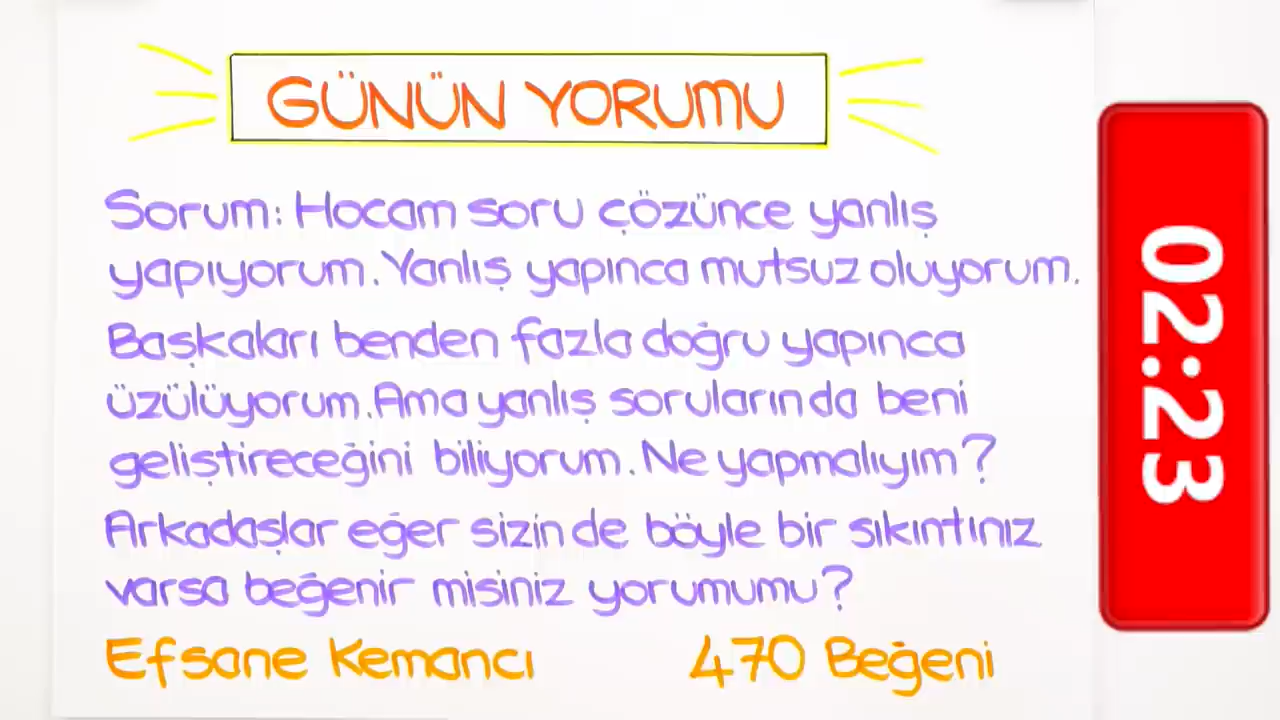 GÜNÜN YORUMU
Sorum: Hocam soru çözünce yanlış
yapıyorum. Yanlış yapınca mutsuz oluyorum.
Başkaları benden fazla doğru yapınca
üzülüyorum. Ama yanlış sorularında beni
geliştireceğini biliyorum. Ne yapmalıyım?
Arkadaşlar eğer sizinde böyle bir sıkıntınız
varsa beğenir misiniz yorumumu?
Efsane Kemancı 470 Beğeni
02:23